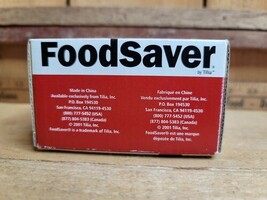 FoodSaver®
by Tilia™
Made in China
Available exclusively from Tilia, Inc.
P.O. Box 194530
San Francisco, CA 94119-4530
(800) 777-5452 (USA)
(877) 804-5383 (Canada)
© 2001 Tilia, Inc.
FoodSaver® is a trademark of Tilia, Inc.
Fabriqué en Chine
Vendu exclusivement par Tilia, Inc.
P.O. Box 194530
San Francisco, CA 94119-4530
(800) 777-5452 (USA)
(877) 804-5383 (Canada)
© 2001 Tilia, Inc.
FoodSaver® est une marque
déposée de Tilia, Inc.